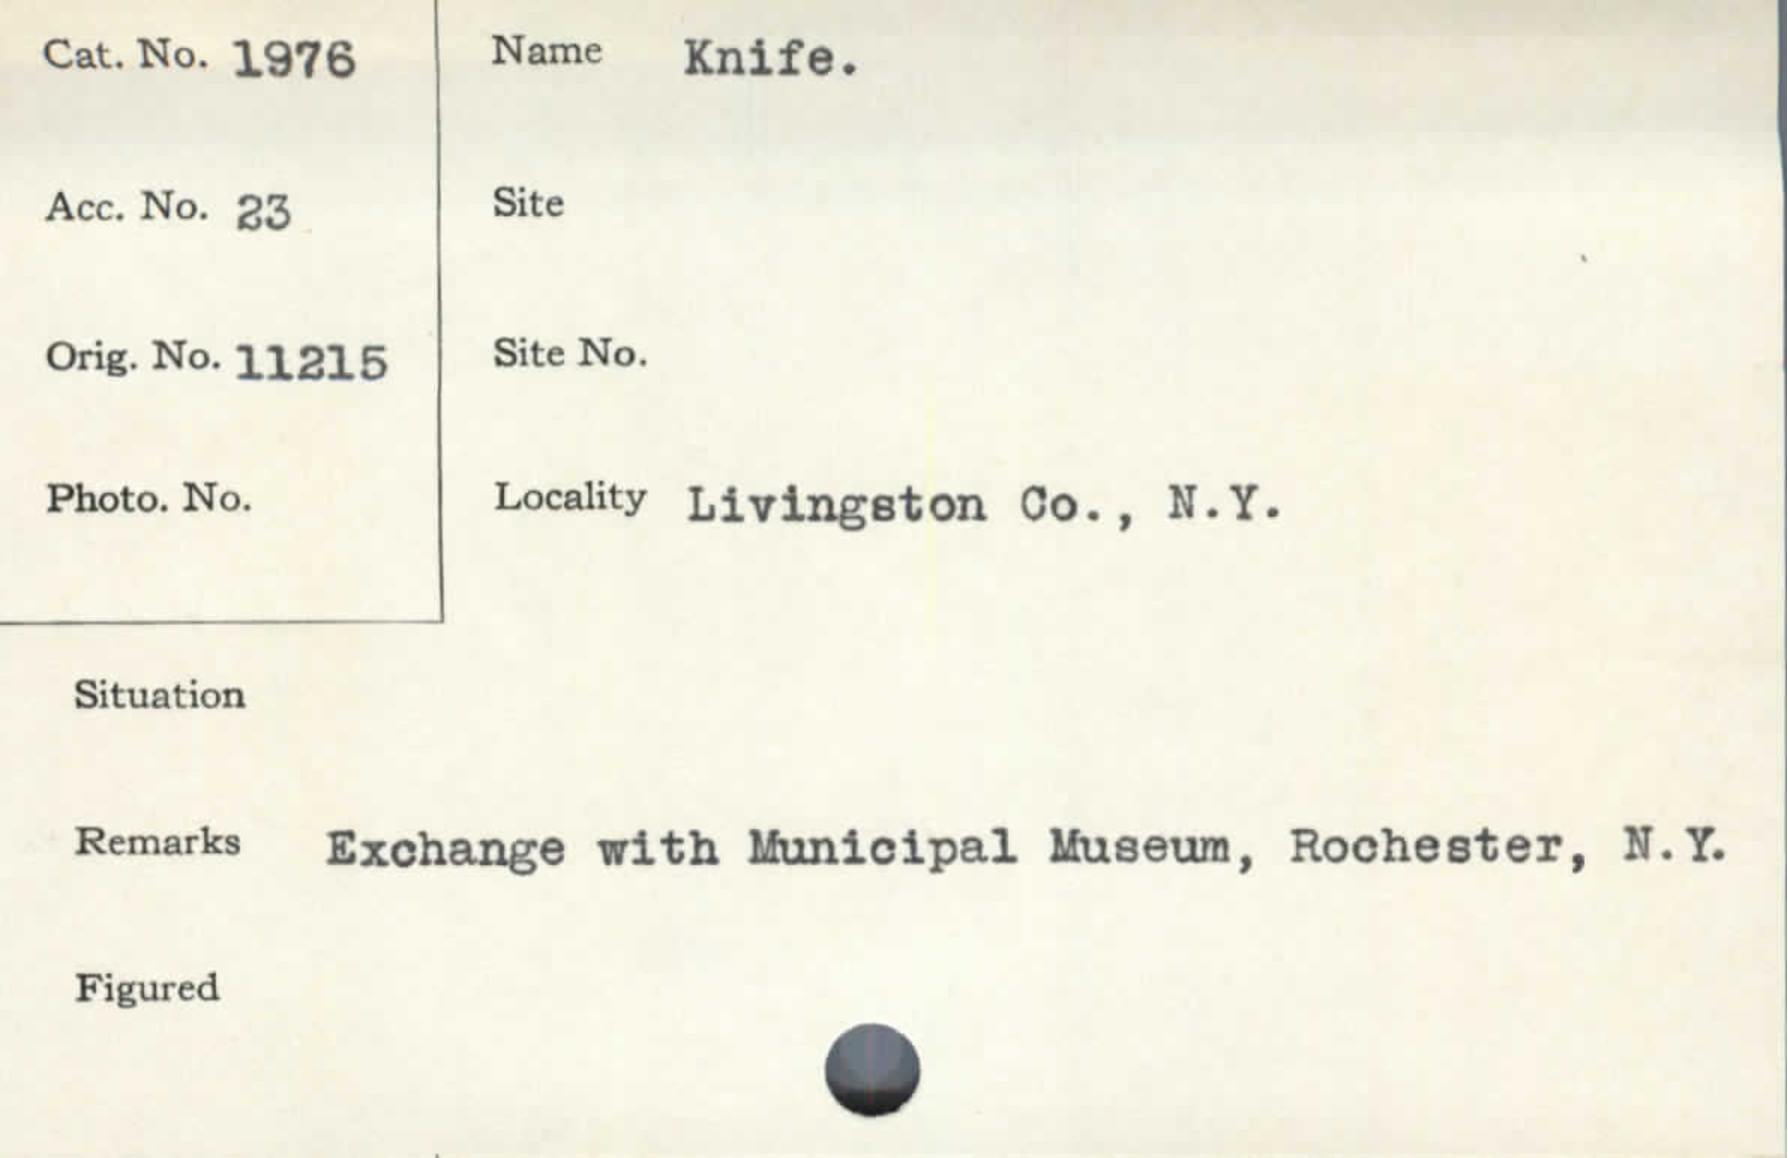 Cat. No. 1976
Name Knife.
Acc. No. 23
Site
Orig. No. 11215
Site No.
Photo. No.
Locality Livingston Co., N.Y.
Situation
Remarks Exchange with Municipal Museum, Rochester, N.Y.
Figured